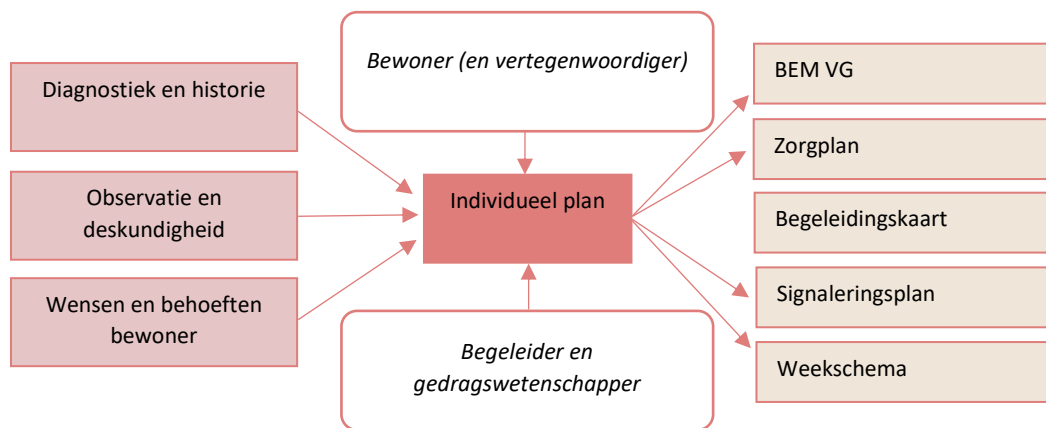 Diagnostiek en historie
Observatie en
deskundigheid
Wensen en behoeften
bewoner
Bewoner (en vertegenwoordiger)
Individueel plan
Begeleider en
gedragswetenschapper
BEM VG
Zorgplan
Begeleidingskaart
Signaleringsplan
Weekschema